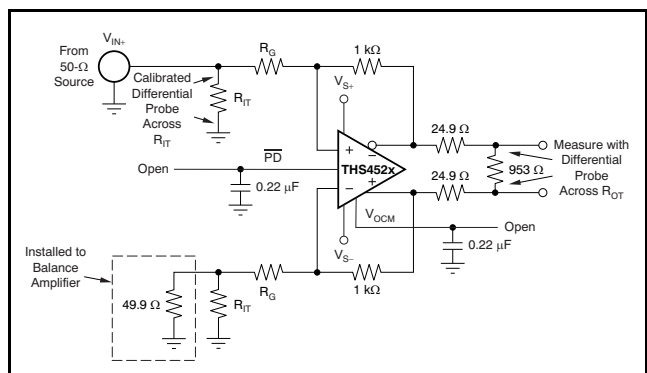 V_IN+
From
50-Ω
Source
Calibrated
Differential
Probe
Across
R_IT
R_IT
R_G
1 kΩ
V_S+
24.9 Ω
Measure with
Differential
Probe
Across R_OT
953 Ω
24.9 Ω
Open
PD
0.22 μF
+
−
THS452x
−
+
V_OCM
Open
0.22 μF
V_S−
Installed to
Balance
Amplifier
49.9 Ω
R_IT
R_G
1 kΩ